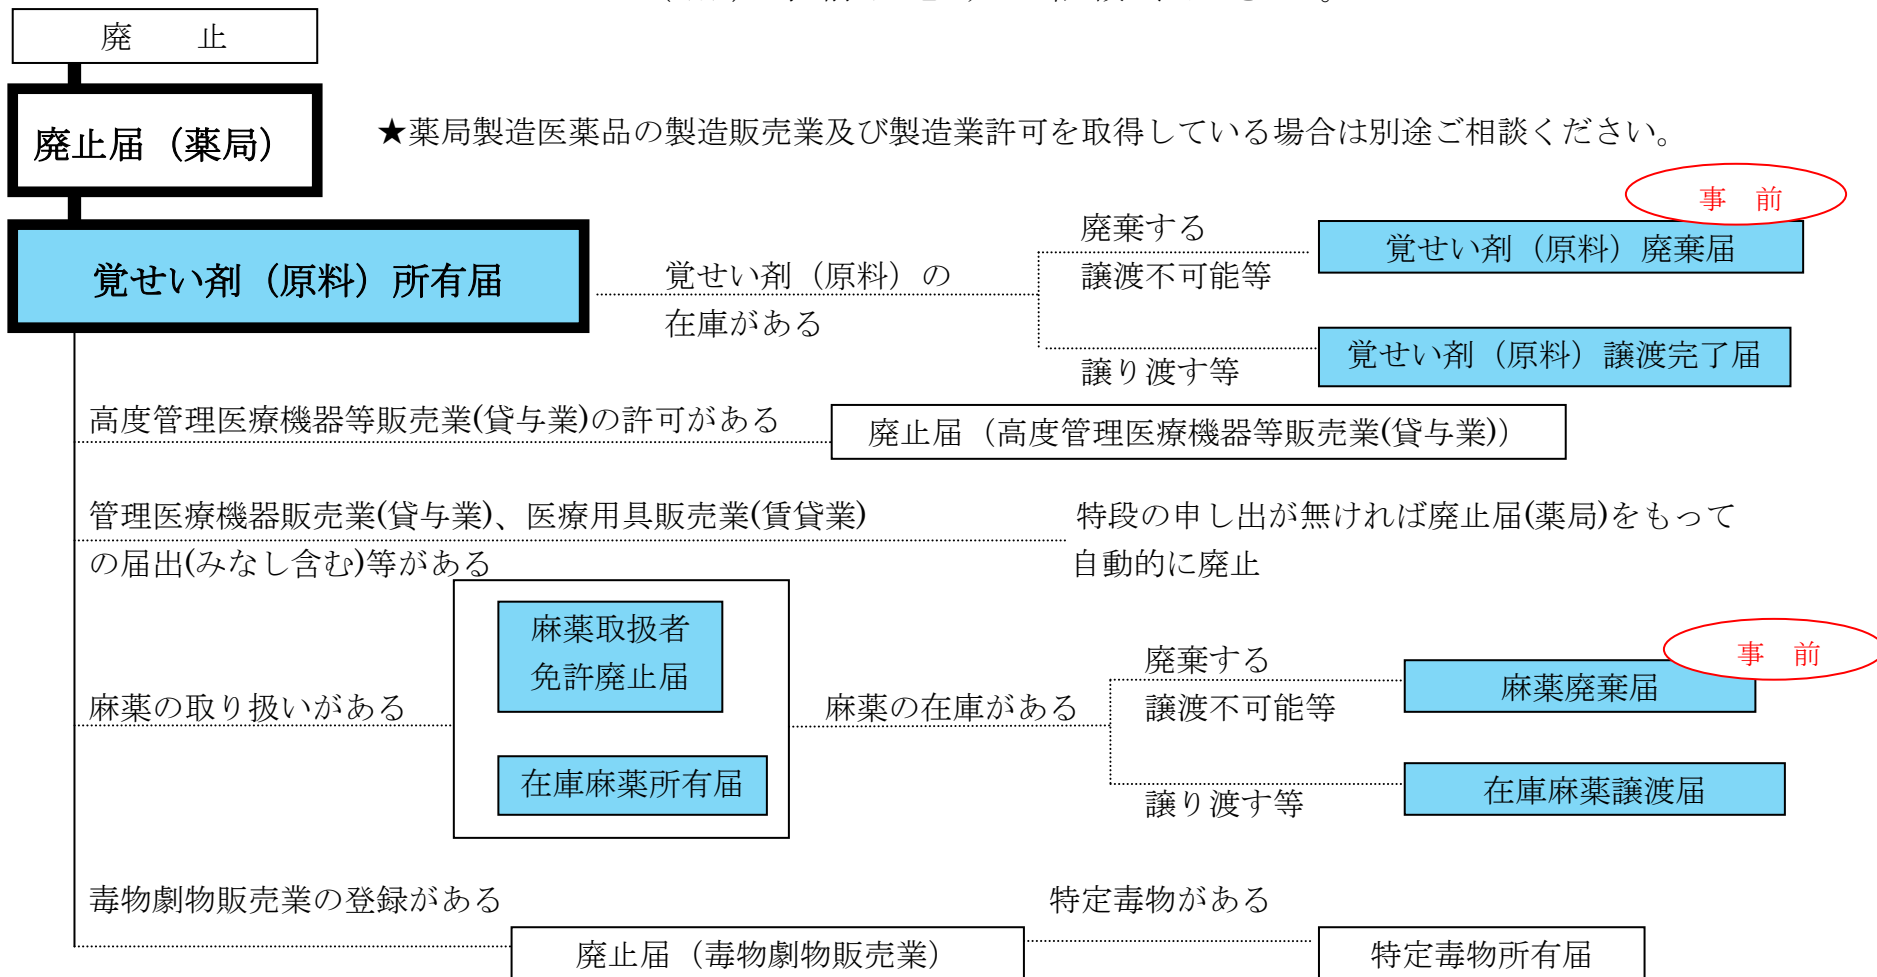 廃　　止
廃止届（薬局）
★薬局製造医薬品の製造販売業及び製造業許可を取得している場合は別途ご相談ください。
事　前
覚せい剤（原料）所有届
覚せい剤（原料）の
在庫がある
廃棄する
譲渡不可能等
覚せい剤（原料）廃棄届
譲り渡す等
覚せい剤（原料）譲渡完了届
高度管理医療機器等販売業(貸与業)の許可がある
廃止届（高度管理医療機器等販売業(貸与業)）
管理医療機器販売業(貸与業)、医療用具販売業(賃貸業)
の届出(みなし含む)等がある
特段の申し出が無ければ廃止届(薬局)をもって
自動的に廃止
麻薬の取り扱いがある
麻薬取扱者
免許廃止届
在庫麻薬所有届
麻薬の在庫がある
廃棄する
譲渡不可能等
事　前
麻薬廃棄届
譲り渡す等
在庫麻薬譲渡届
毒物劇物販売業の登録がある
廃止届（毒物劇物販売業）
特定毒物がある
特定毒物所有届